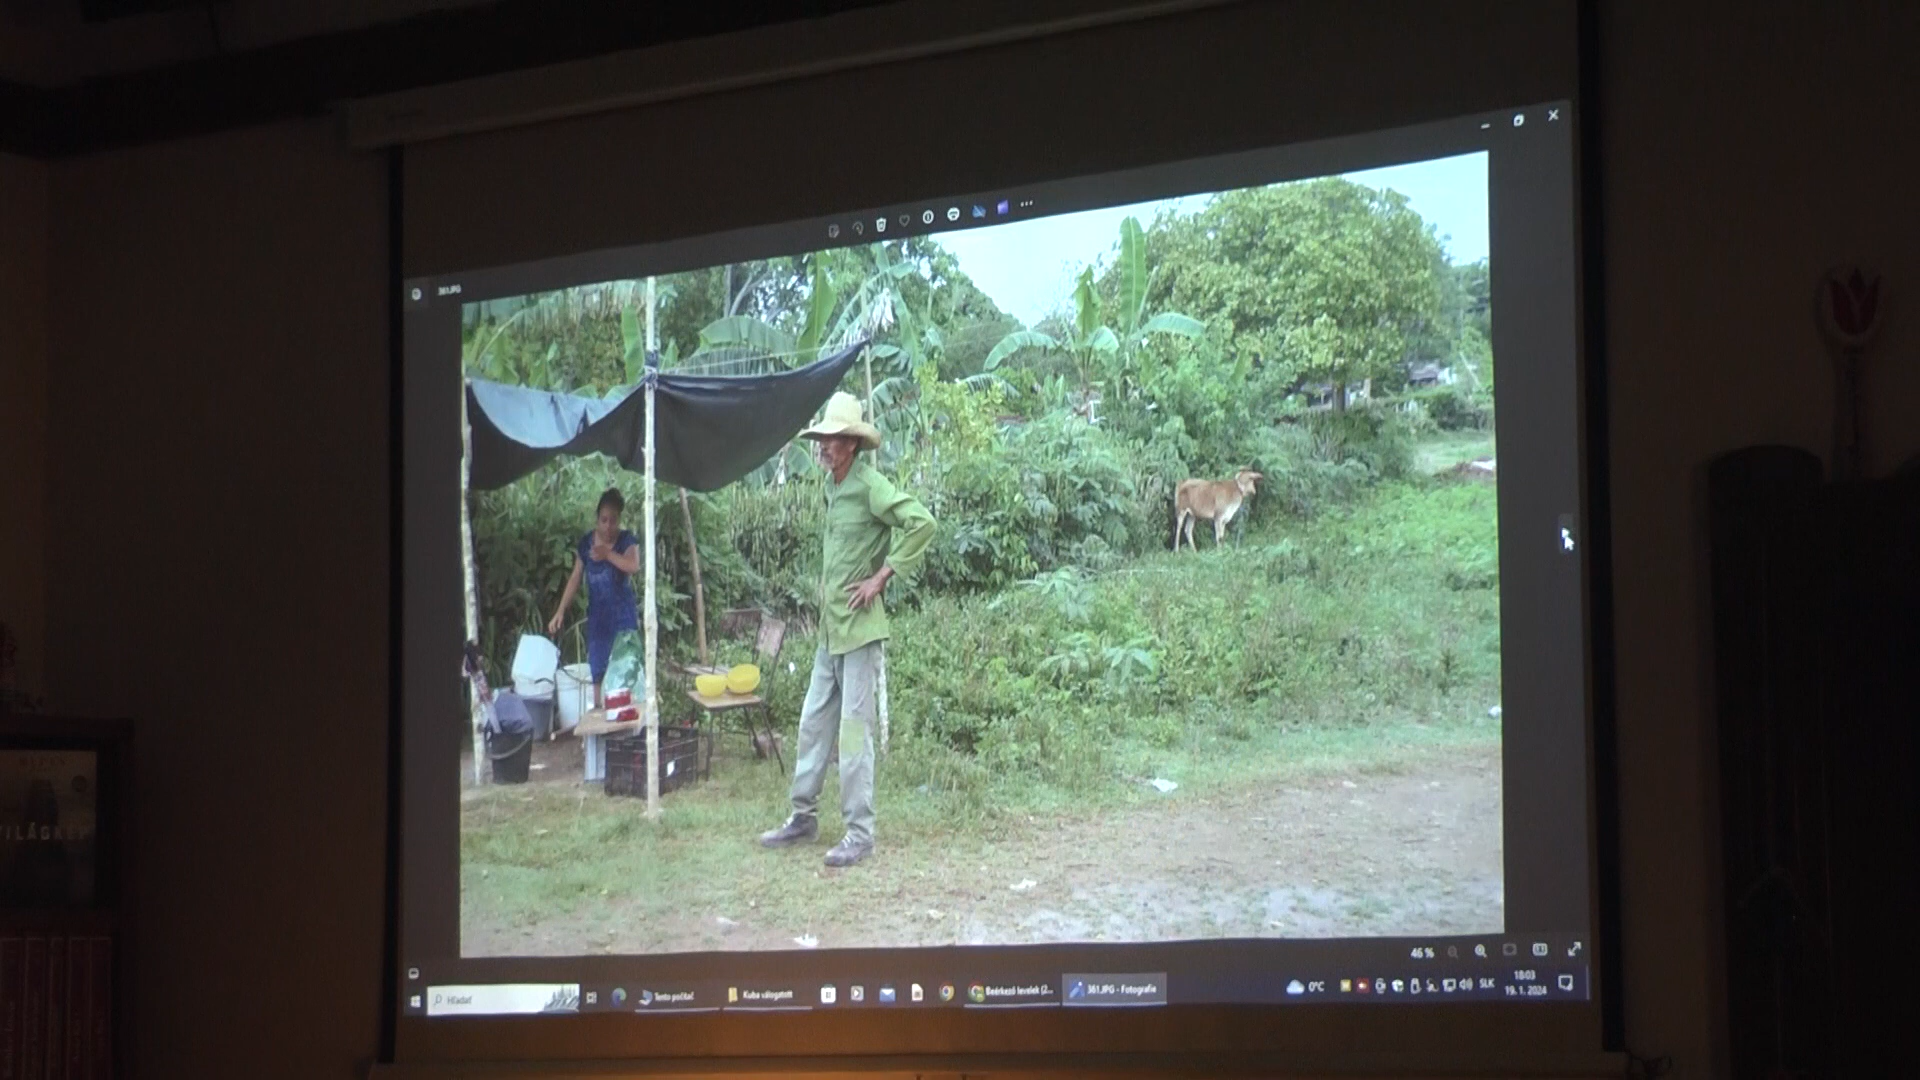 361.JPG
46 %
Hľadať
Tento počítač
Kuba válogatott
Beérkező levelek (2...
361.JPG - Fotografie
0°C
SLK
18:03
19. 1. 2024